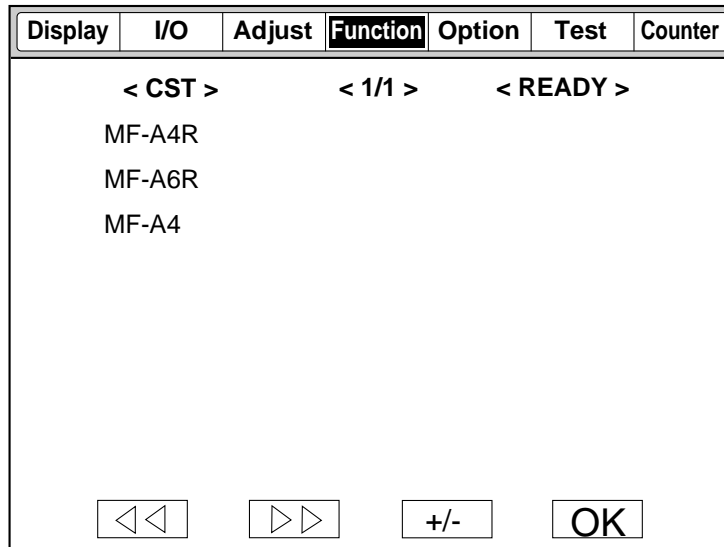 Display I/O Adjust Function Option Test Counter
< CST > < 1/1 > < READY >
MF-A4R
MF-A6R
MF-A4
+/- OK